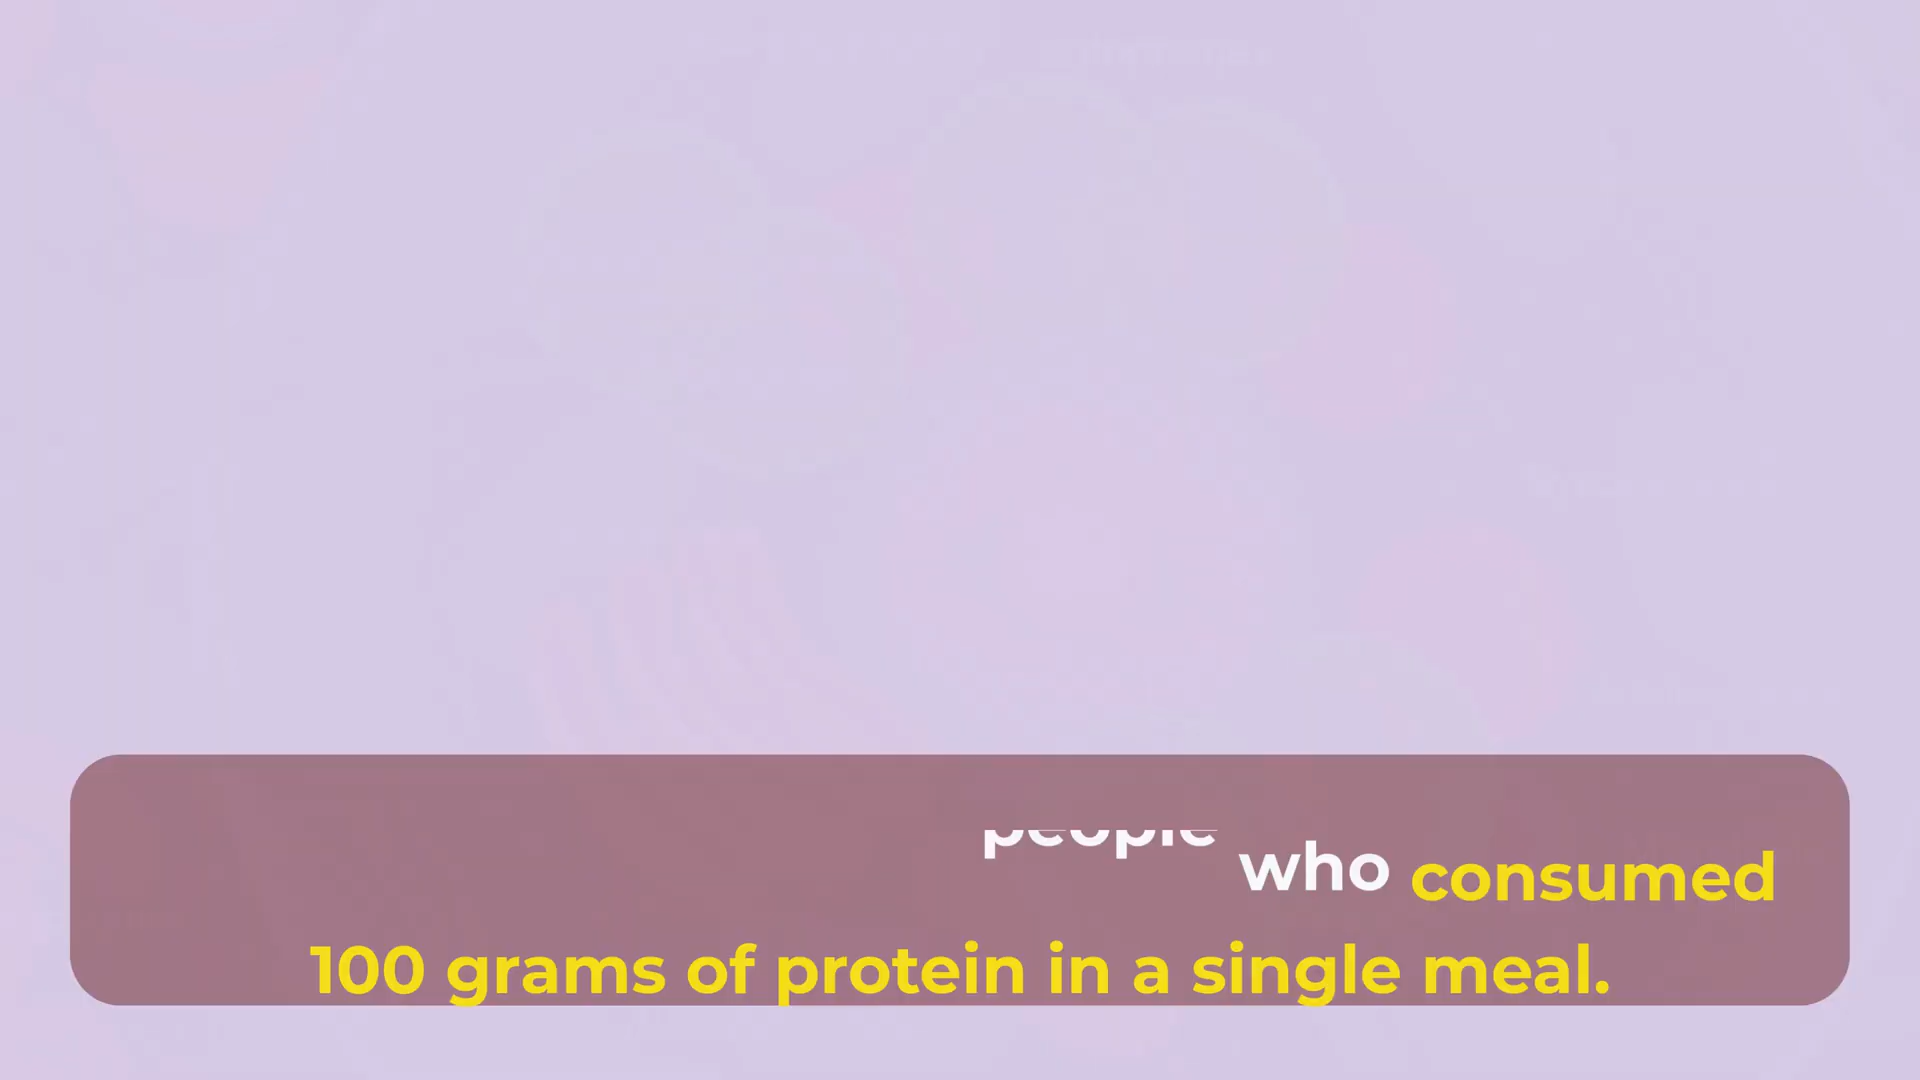 people who consumed
100 grams of protein in a single meal.